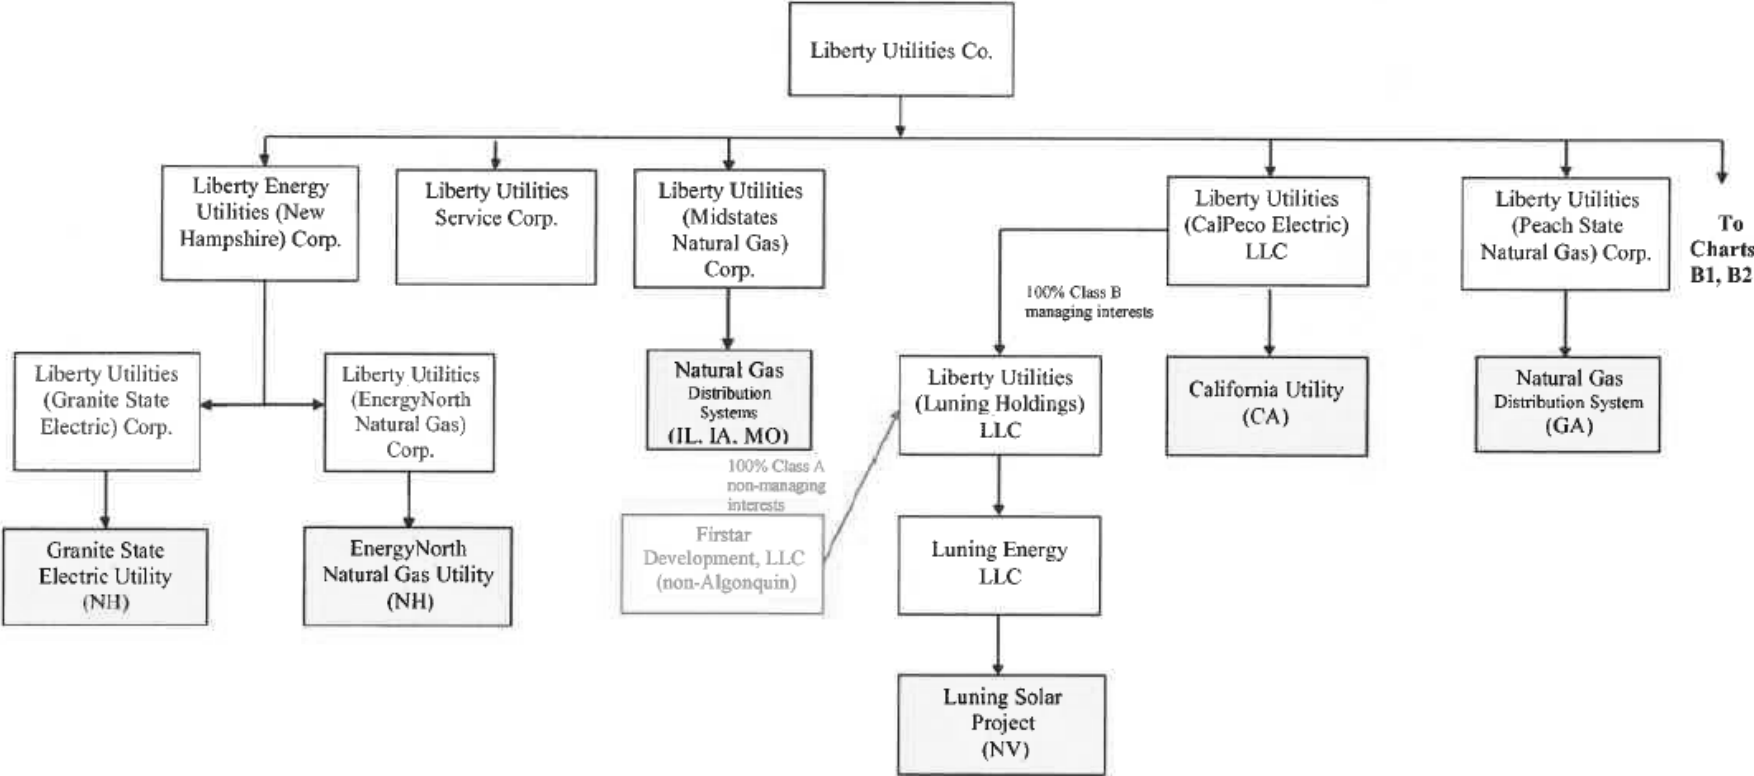 Liberty Utilities Co.
Liberty Energy
Utilities (New
Hampshire) Corp.
Liberty Utilities
Service Corp.
Liberty Utilities
(Midstates
Natural Gas)
Corp.
Liberty Utilities
(CalPeco Electric)
LLC
Liberty Utilities
(Peach State
Natural Gas) Corp.
To
Charts
B1, B2
100% Class B
managing interests
Liberty Utilities
(Granite State
Electric) Corp.
Liberty Utilities
(EnergyNorth
Natural Gas)
Corp.
Natural Gas
Distribution
Systems
(IL, IA, MO)
Liberty Utilities
(Luning Holdings)
LLC
California Utility
(CA)
Natural Gas
Distribution System
(GA)
100% Class A
non-managing
interests
Granite State
Electric Utility
(NH)
EnergyNorth
Natural Gas Utility
(NH)
Firstar
Development, LLC
(non-Algonquin)
Luning Energy
LLC
Luning Solar
Project
(NV)